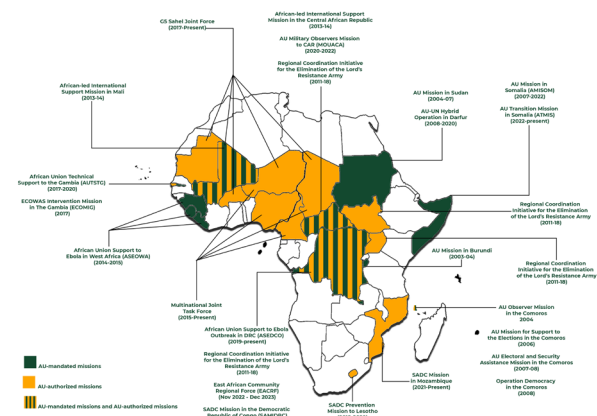 G5 Sahel Joint Force
(2017-Present)
African-led International Support
Mission in the Central African Republic
(2013-14)
AU Military Observers Mission
to CAR (MOUACA)
(2020-2022)
Regional Coordination Initiative
for the Elimination of the Lord's
Resistance Army
(2011-18)
African-led International
Support Mission in Mali
(2013-14)
AU Mission in Sudan
(2004-07)
AU-UN Hybrid
Operation in Darfur
(2008-2020)
AU Mission in
Somalia (AMISOM)
(2007-2022)
AU Transition Mission
in Somalia (ATMIS)
(2022-present)
African Union Technical
Support to the Gambia (AUTSTG)
(2017-2020)
ECOWAS Intervention Mission
in The Gambia (ECOMIG)
(2017)
African Union Support to
Ebola in West Africa (ASEOWA)
(2014-2015)
Regional Coordination
Initiative for the Elimination
of the Lord's Resistance Army
(2011-18)
AU Mission in Burundi
(2003-04)
Regional Coordination
Initiative for the Elimination
of the Lord's Resistance Army
(2011-18)
Multinational Joint
Task Force
(2015-Present)
African Union Support to Ebola
Outbreak in DRC (ASEDCO)
(2019-present)
Regional Coordination Initiative
for the Elimination of the Lord's
Resistance Army
(2011-18)
East African Community
Regional Force (EACRF)
(Nov 2022 - Dec 2023)
SADC Mission in the Democratic
AU Observer Mission
in the Comoros
2004
AU Mission for Support to
the Elections in the Comoros
(2006)
AU Electoral and Security
Assistance Mission in the Comoros
(2007-08)
Operation Democracy
in the Comoros
(2008)
SADC Mission
in Mozambique
(2021-Present)
SADC Prevention
Mission to Lesotho
AU-mandated missions
AU-authorized missions
AU-mandated missions and AU-authorized missions